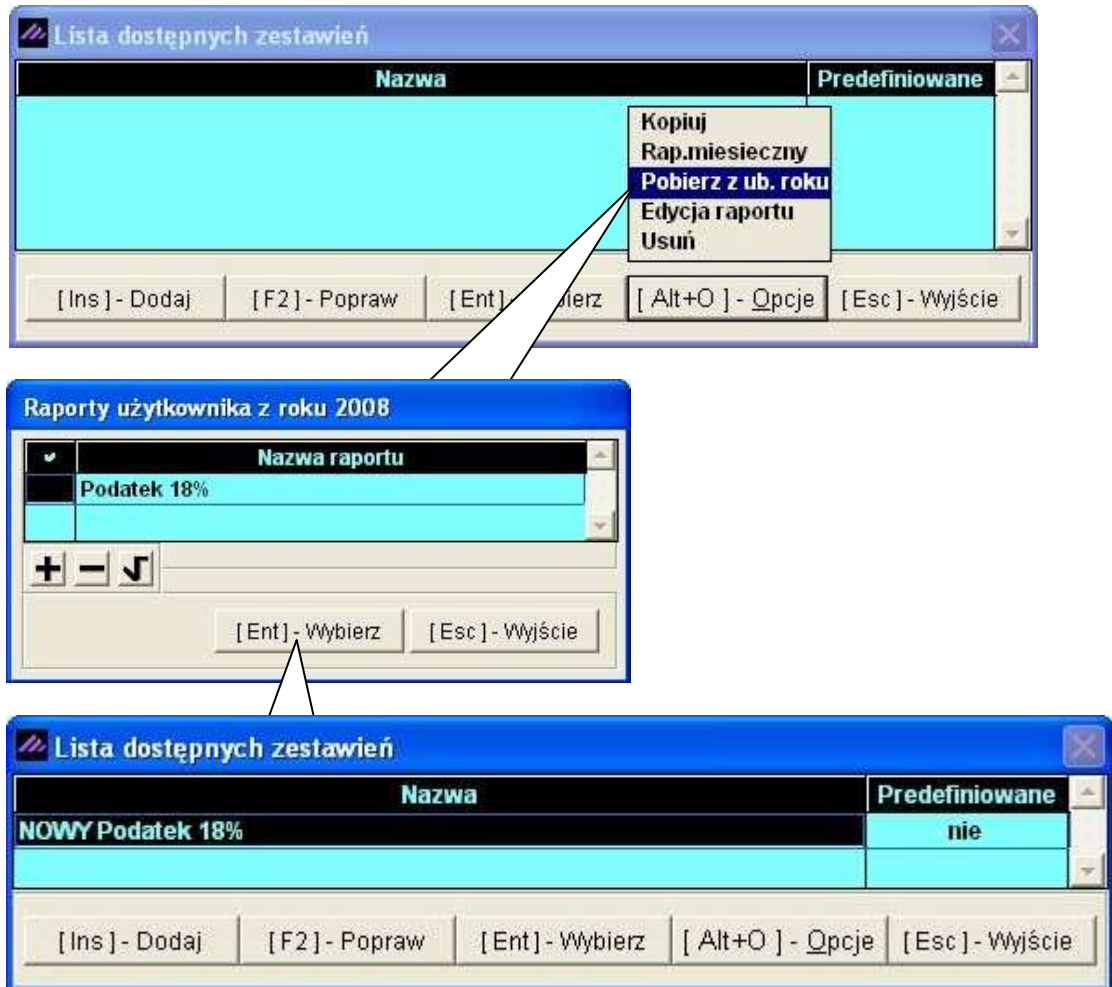 Lista dostępnych zestawień
Nazwa Predefiniowane
Kopiuj
Rap.miesieczny
Pobierz z ub. roku
Edycja raportu
Usuń
[Ins] - Dodaj [F2] - Popraw [Ent] - ierz [ Alt+O ] - Opcje [Esc] - Wyjście
Raporty użytkownika z roku 2008
Nazwa raportu
Podatek 18%
[Ent] - Wybierz [Esc] - Wyjście
Lista dostępnych zestawień
Nazwa Predefiniowane
NOWY Podatek 18% nie
[Ins] - Dodaj [F2] - Popraw [Ent] - Wybierz [ Alt+O ] - Opcje [Esc] - Wyjście